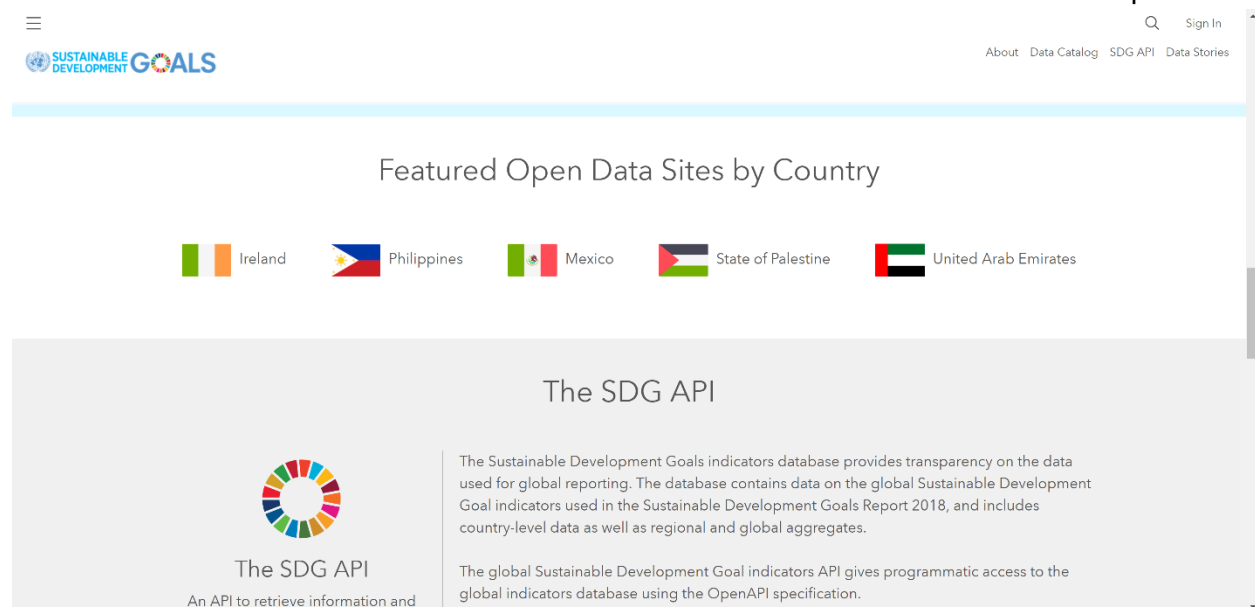 Sign In
SUSTAINABLE
DEVELOPMENT GOALS
About Data Catalog SDG API Data Stories
Featured Open Data Sites by Country
Ireland Philippines Mexico State of Palestine United Arab Emirates
The SDG API
The SDG API
An API to retrieve information and
The Sustainable Development Goals indicators database provides transparency on the data
used for global reporting. The database contains data on the global Sustainable Development
Goal indicators used in the Sustainable Development Goals Report 2018, and includes
country-level data as well as regional and global aggregates.
The global Sustainable Development Goal indicators API gives programmatic access to the
global indicators database using the OpenAPI specification.